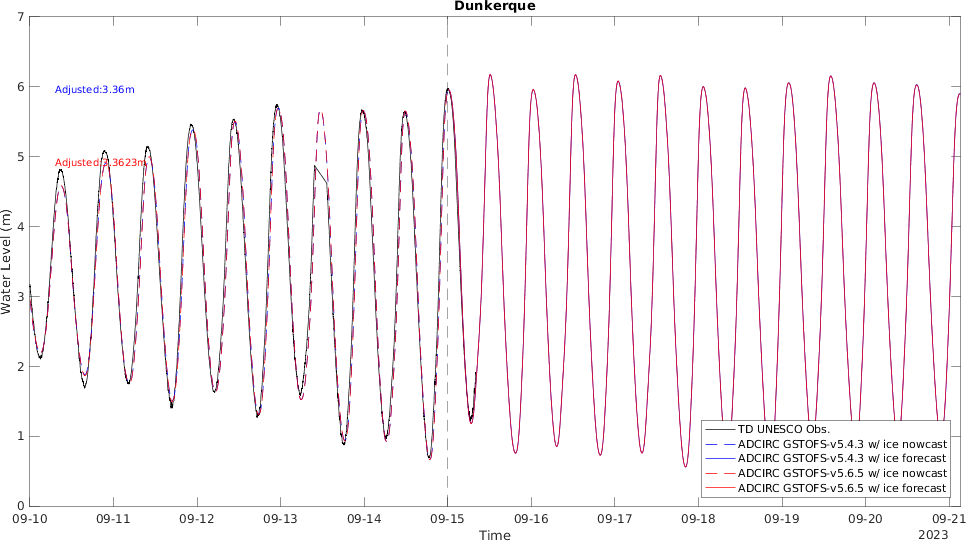 Dunkerque
7
6
5
4
3
2
1
0
Water Level (m)
Adjusted:3.36m
Adjusted:3.3623m
TD UNESCO Obs.
ADCIRC GSTOFS-v5.4.3 w/ ice nowcast
ADCIRC GSTOFS-v5.4.3 w/ ice forecast
ADCIRC GSTOFS-v5.6.5 w/ ice nowcast
ADCIRC GSTOFS-v5.6.5 w/ ice forecast
09-10 09-11 09-12 09-13 09-14 09-15 09-16 09-17 09-18 09-19 09-20 09-21
Time
2023